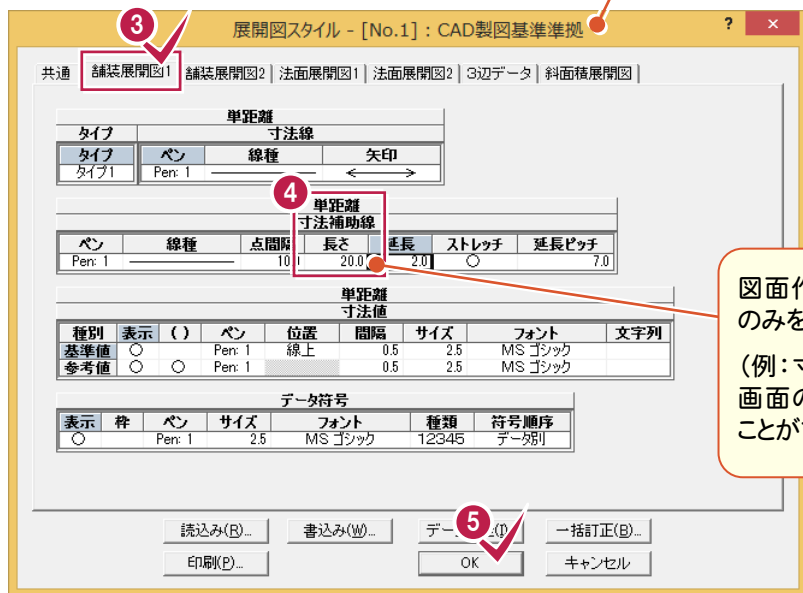 展開図スタイル - [No.1] : CAD製図基準準拠 ? ×
3
共通 舗装展開図1 舗装展開図2 法面展開図1 法面展開図2 3辺データ 斜面積展開図
単距離
タイプ 寸法線
タイプ ペン 線種 矢印
タイプ1 Pen: 1
4
単距離
寸法補助線
ペン 線種 点間隔 長さ 延長 ストレッチ 延長ピッチ
Pen: 1 10.0 20.0 2.0 ○ 7.0
図面作
のみを
(例:マ
画面の
ことが
単距離
寸法値
種別 表示 ( ) ペン 位置 間隔 サイズ フォント 文字列
基準値 ○ Pen: 1 線上 0.5 2.5 MS ゴシック
参考値 ○ ○ Pen: 1 0.5 2.5 MS ゴシック
データ符号
表示 枠 ペン サイズ フォント 種類 符号順序
○ Pen: 1 2.5 MS ゴシック 12345 データ別
読込み(R)... 書込み(W)... デー 5 (I) 一括訂正(B)...
印刷(P)... OK キャンセル